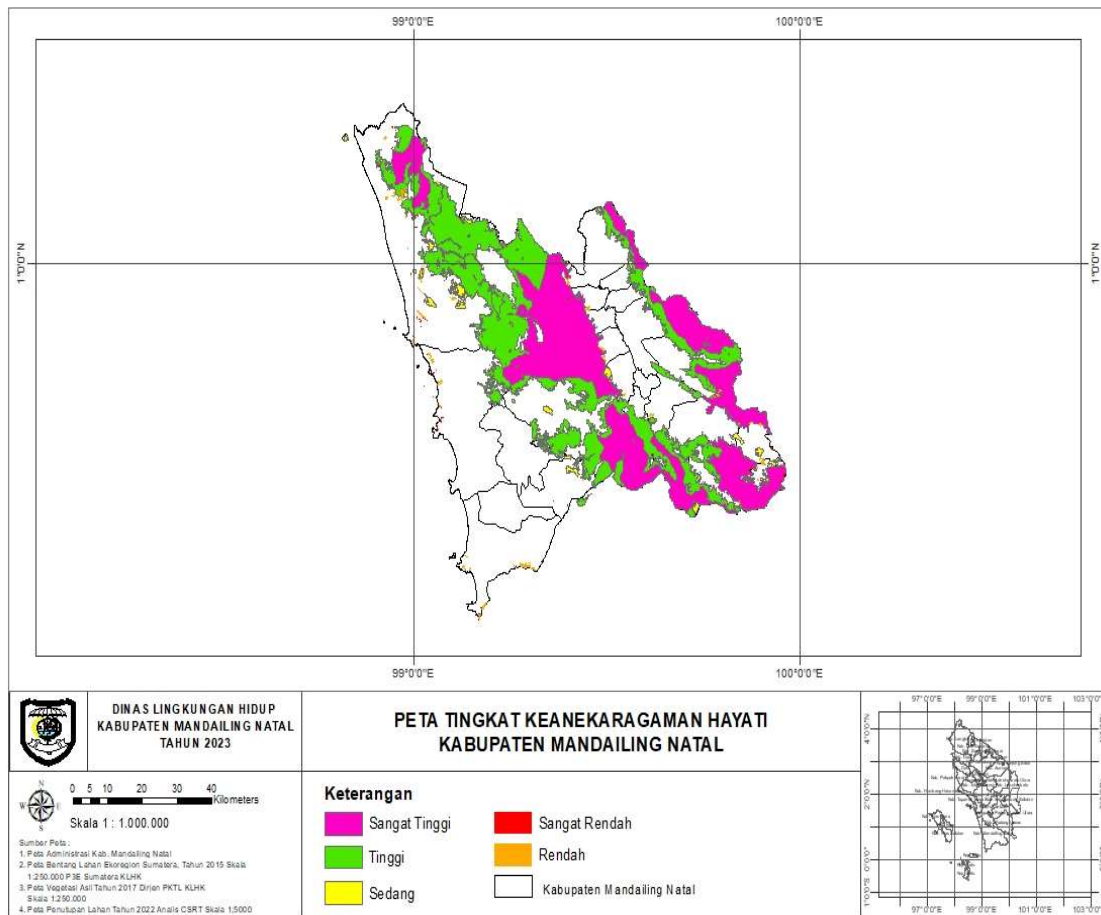 99°0'0"E
100°0'0"E
1°0'0"N
1°0'0"N
99°0'0"E
100°0'0"E
DINAS LINGKUNGAN HIDUP
KABUPATEN MANDAILING NATAL
TAHUN 2023
PETA TINGKAT KEANEKARAGAMAN HAYATI
KABUPATEN MANDAILING NATAL
N
W
E
S
0 5 10 20 30 40
Kilometers
Skala 1 : 1.000.000
Sumber Peta :
1. Peta Administrasi Kab. Mandailing Natal
2. Peta Bentang Lahan Ekoregion Sumatera, Tahun 2015 Skala
1:250.000 P3E Sumatera KLHK
3. Peta Vegetasi Asli Tahun 2017 Dirjen PKTL KLHK
Skala 1:250.000
4. Peta Penutupan Lahan Tahun 2022 Analis CSRT Skala 1;5000
Keterangan
Sangat Tinggi
Tinggi
Sedang
Sangat Rendah
Rendah
Kabupaten Mandailing Natal
97°0'0"E 99°0'0"E 101°0'0"E 103°0'0"E
4°0'0"N
2°0'0"N
0°0'0"N
1°0'0"S
97°0'0"E 99°0'0"E 101°0'0"E 103°0'0"E